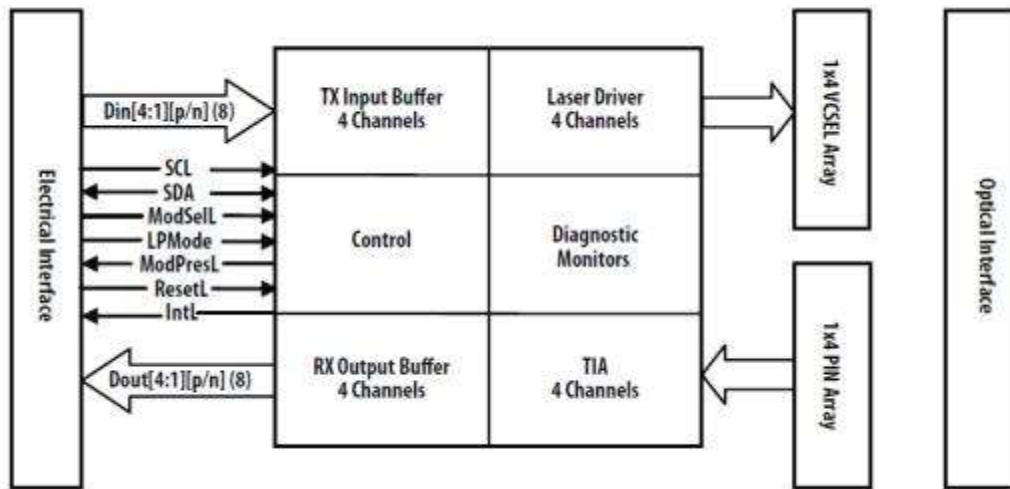 Electrical Interface
Din[4:1][p/n] (8)
SCL
SDA
ModSelL
LPMode
ModPresL
ResetL
IntL
Dout[4:1][p/n] (8)
TX Input Buffer
4 Channels
Laser Driver
4 Channels
Control
Diagnostic
Monitors
RX Output Buffer
4 Channels
TIA
4 Channels
1x4 VCSEL Array
1x4 PIN Array
Optical Interface